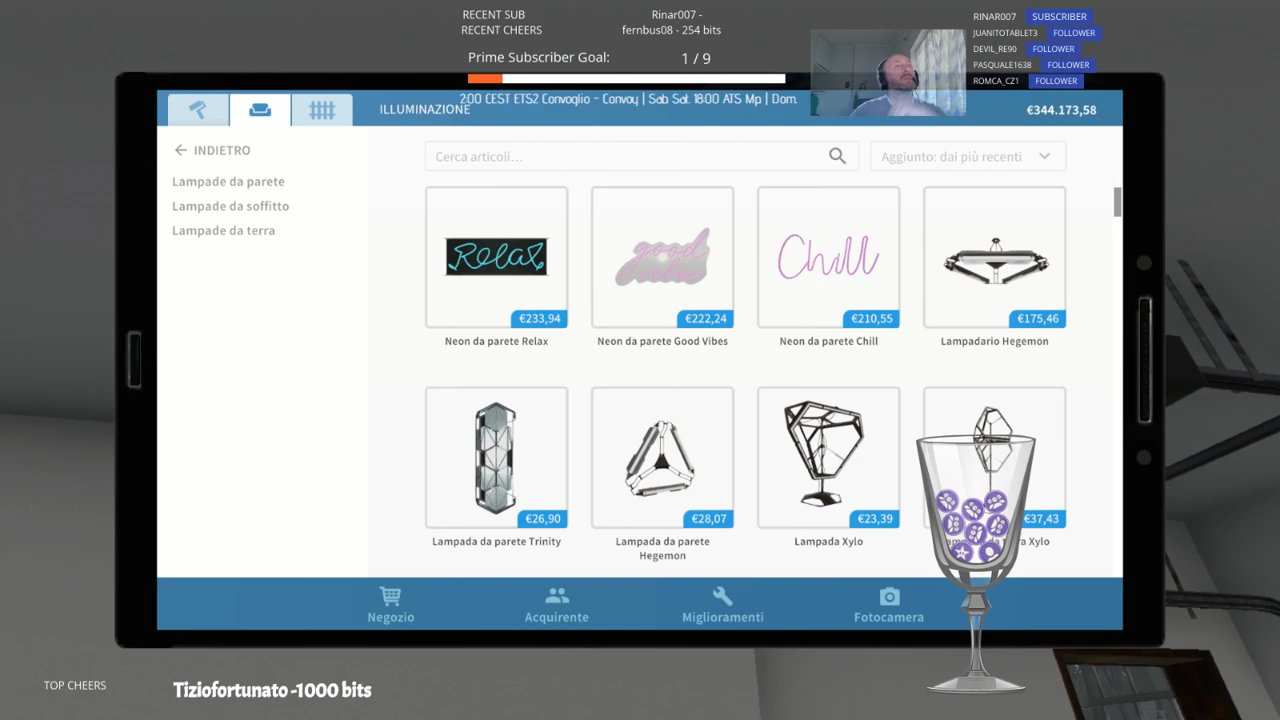 RECENT SUB
Rinar007 -
RECENT CHEERS
fernbus08 - 254 bits
Prime Subscriber Goal:
1 / 9
RINAR007 SUBSCRIBER
JUANITOTABLET3 FOLLOWER
DEVIL_RE90 FOLLOWER
PASQUALE1638 FOLLOWER
ROMCA_CZ1 FOLLOWER
ILLUMINAZIONE
2:00 CEST ETS2 Convoglio - Convoy | Sab Sat 18:00 ATS Mp | Dom.
€344.173,58
INDIETRO
Lampade da parete
Lampade da soffitto
Lampade da terra
Cerca articoli...
Aggiunto: dai più recenti
Relax
good vibes
Chill
€233,94
€222,24
€210,55
€175,46
Neon da parete Relax
Neon da parete Good Vibes
Neon da parete Chill
Lampadario Hegemon
€26,90
€28,07
€23,39
€37,43
Lampada da parete Trinity
Lampada da parete
Hegemon
Lampada Xylo
Xylo
Negozio
Acquirente
Miglioramenti
Fotocamera
TOP CHEERS
Tiziofortunato -1000 bits